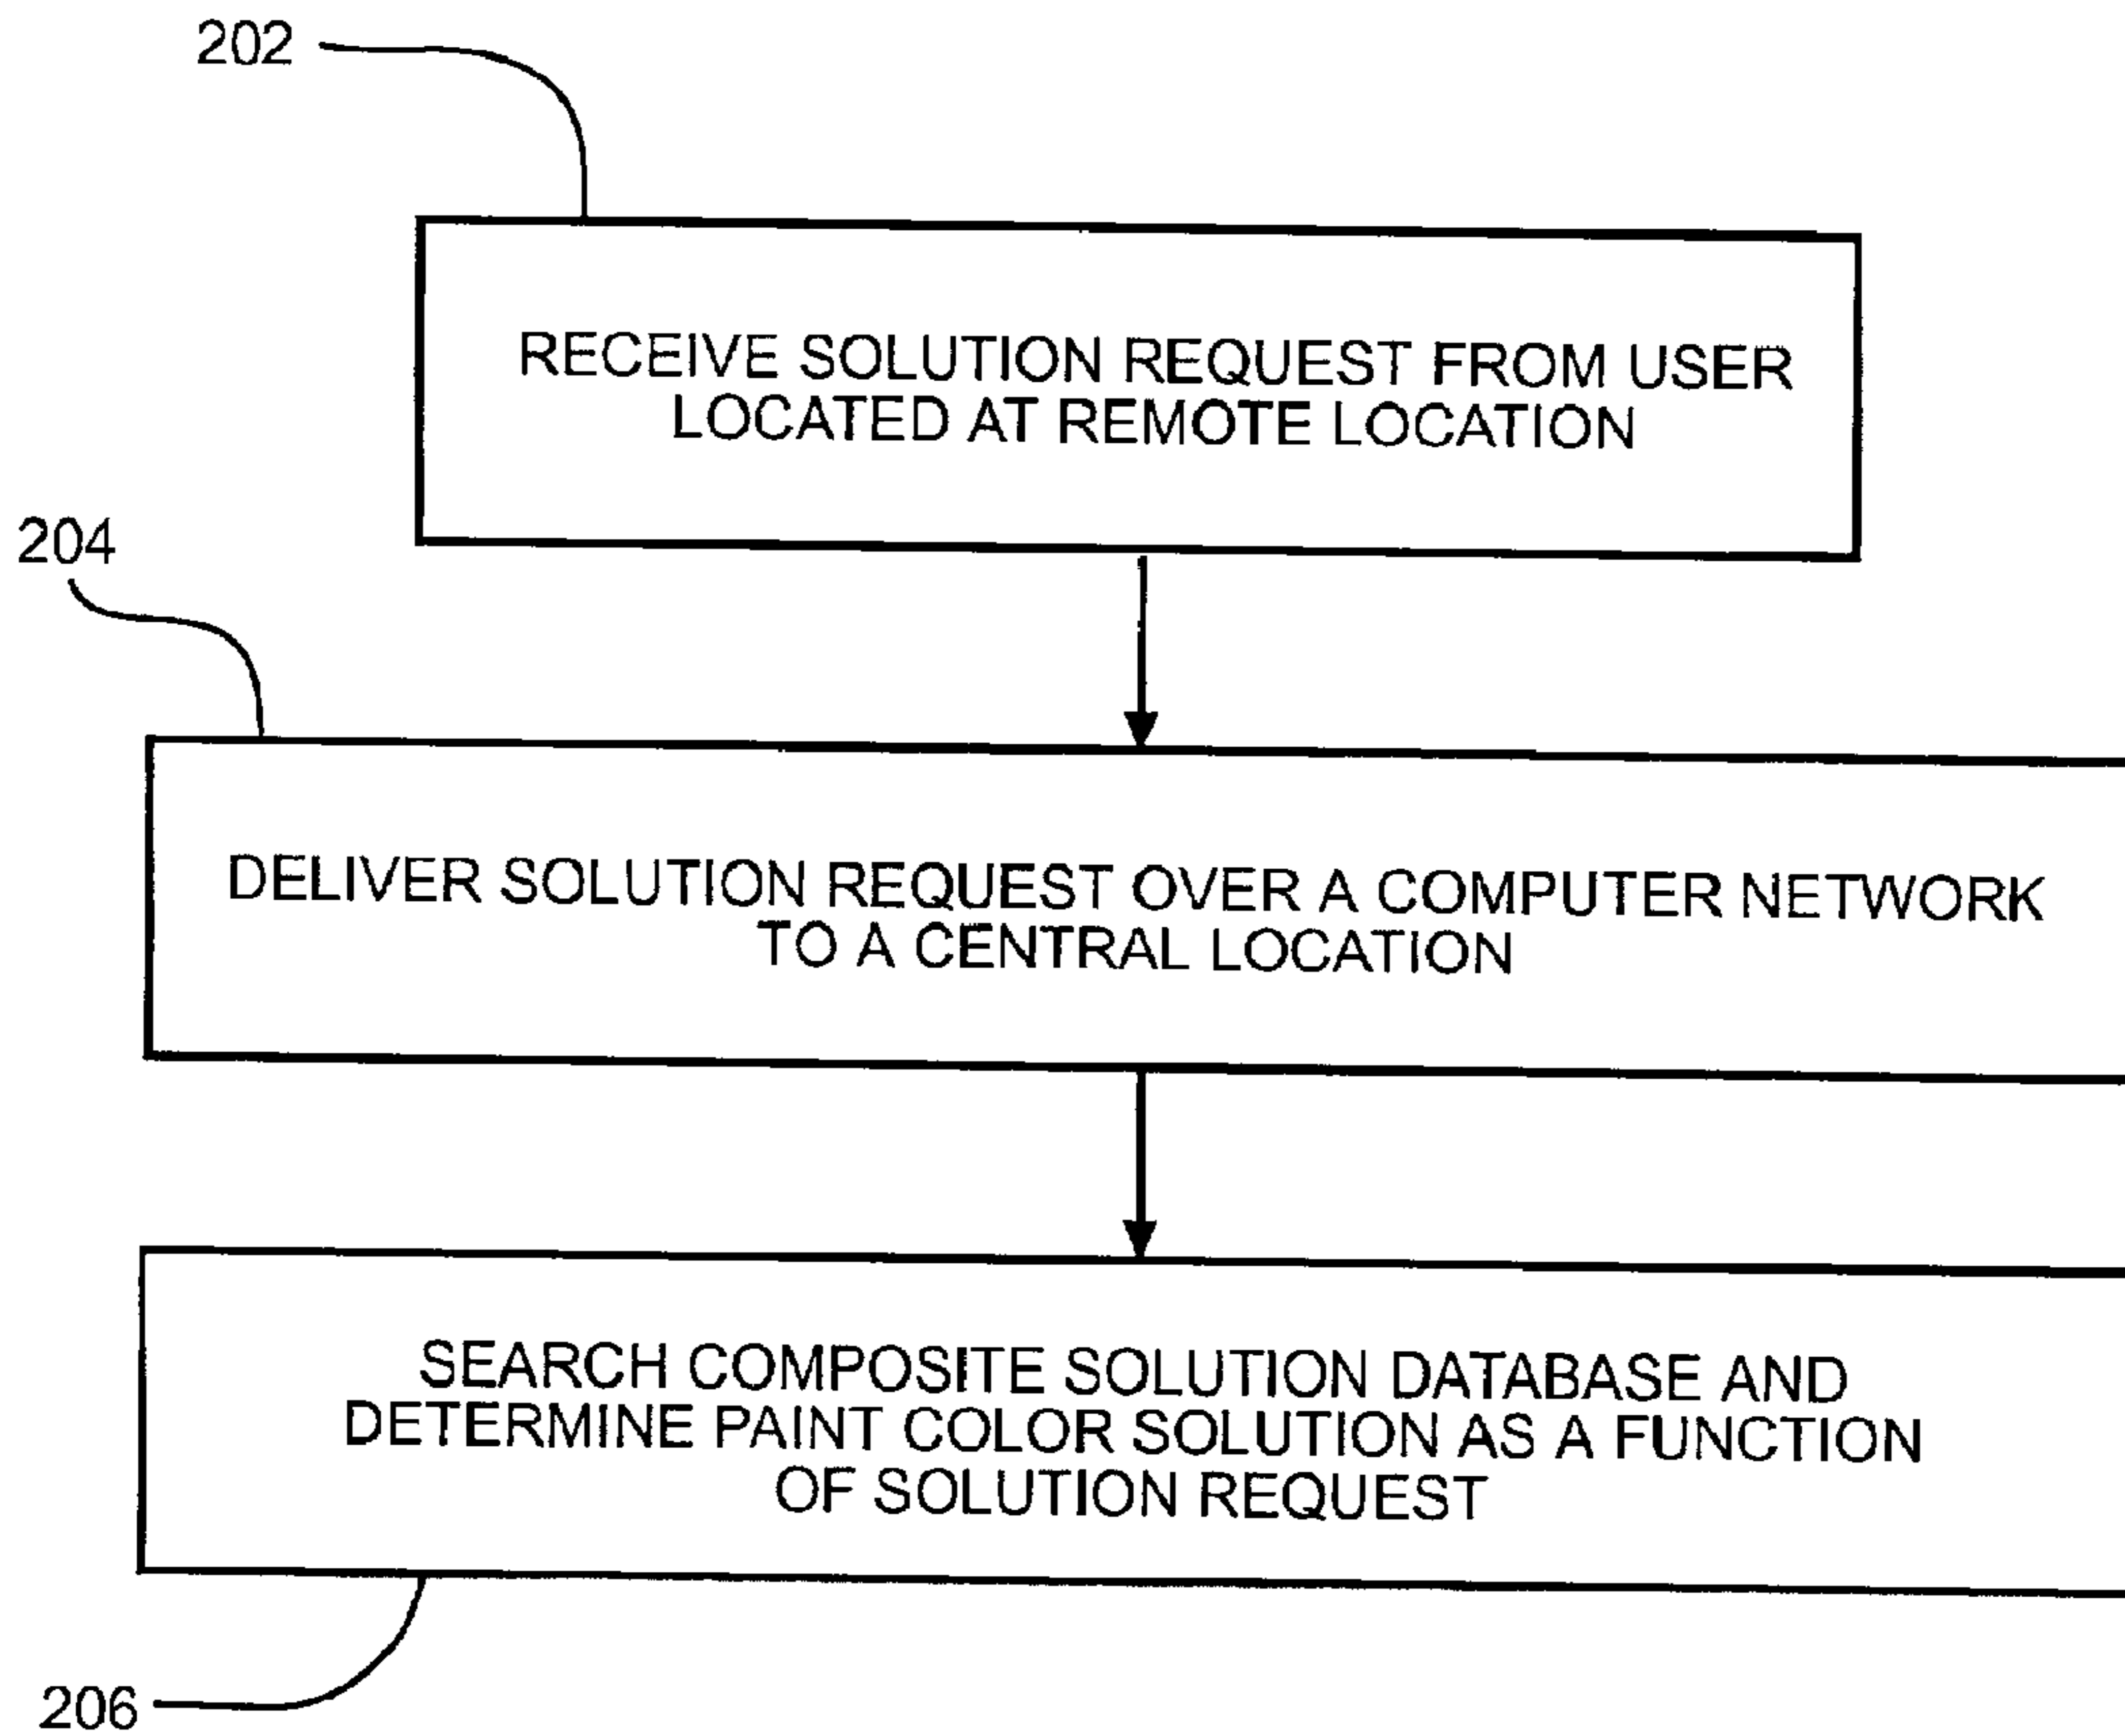 202
RECEIVE SOLUTION REQUEST FROM USER
LOCATED AT REMOTE LOCATION
204
DELIVER SOLUTION REQUEST OVER A COMPUTER NETWORK
TO A CENTRAL LOCATION
SEARCH COMPOSITE SOLUTION DATABASE AND
DETERMINE PAINT COLOR SOLUTION AS A FUNCTION
OF SOLUTION REQUEST
206